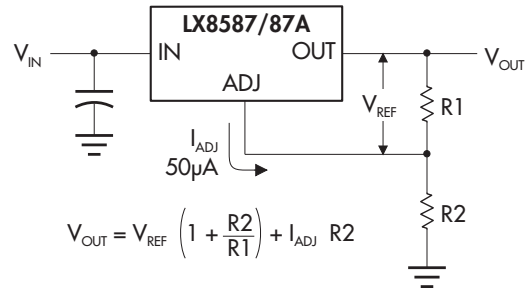 LX8587/87A
V_IN
IN
OUT
V_OUT
ADJ
V_REF
R1
I_ADJ
50µA
R2
V_OUT = V_REF (1 + R2/R1) + I_ADJ R2